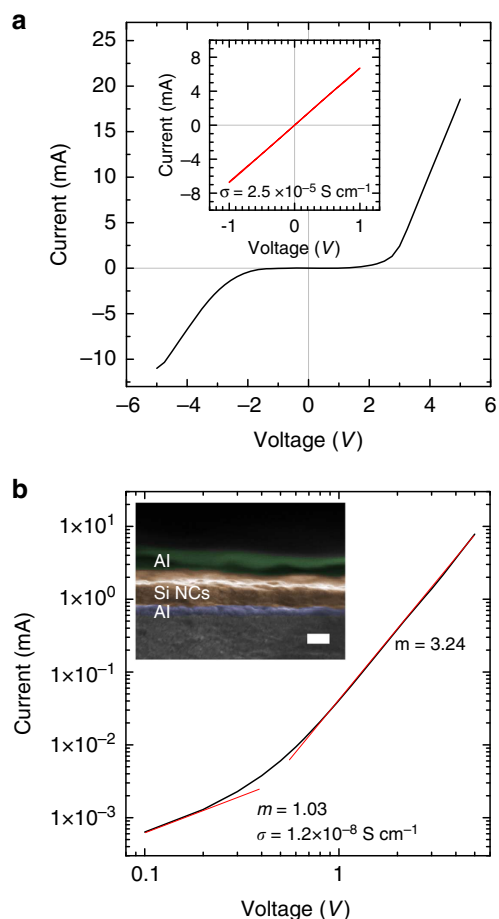 a
25
20
15
10
5
0
−5
−10
Current (mA)
−6 −4 −2 0 2 4 6
Voltage (V)
8
4
0
−4
−8
Current (mA)
σ = 2.5 ×10⁻⁵ S cm⁻¹
−1 0 1
Voltage (V)
b
1×10¹
1×10⁰
1×10⁻¹
1×10⁻²
1×10⁻³
Current (mA)
Al
Si NCs
Al
m = 3.24
m = 1.03
σ = 1.2×10⁻⁸ S cm⁻¹
0.1 1
Voltage (V)